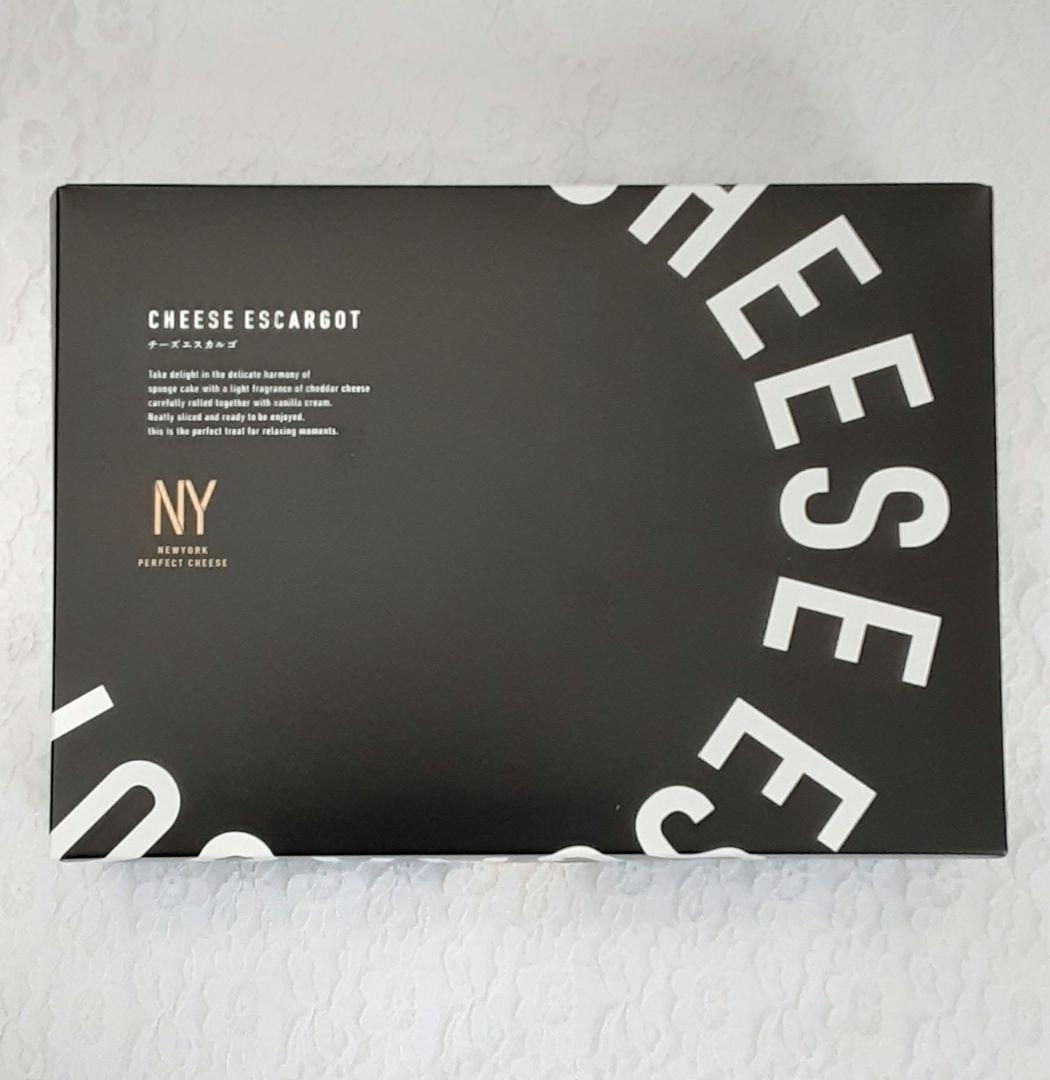 CHEESE ES
CHEESE ESCARGOT
チーズエスカルゴ
Take delight in the delicate harmony of
sponge cake with a light fragrance of cheddar cheese
carefully rolled together with vanilla cream.
Neatly sliced and ready to be enjoyed,
this is the perfect treat for relaxing moments.
NY
NEWYORK
PERFECT CHEESE